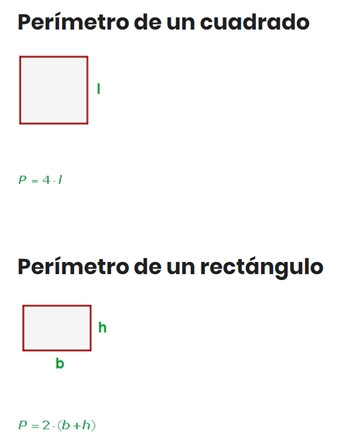 Perímetro de un cuadrado
l
P = 4 · l
Perímetro de un rectángulo
h
b
P = 2 · (b + h)